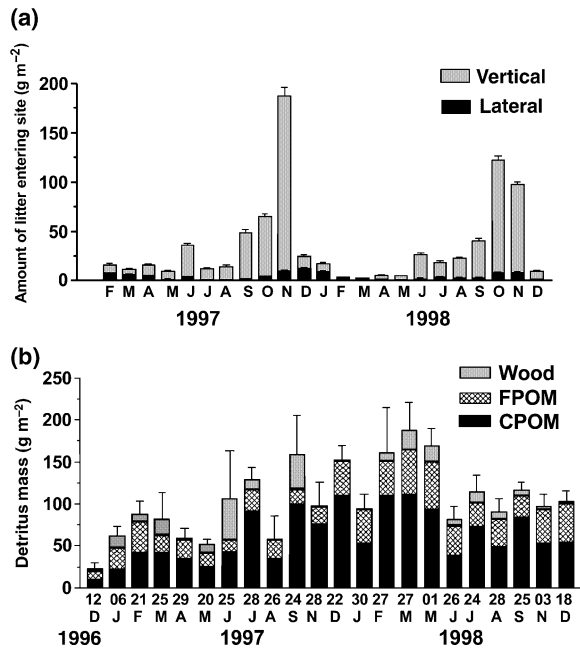 (a)
Amount of litter entering site (g m⁻²)
200
150
100
50
0
Vertical
Lateral
F M A M J J A S O N D J F M A M J J A S O N D
1997 1998
(b)
Detritus mass (g m⁻²)
250
200
150
100
50
0
Wood
FPOM
CPOM
12 06 21 25 29 20 25 28 26 24 28 22 30 27 27 01 26 24 28 25 03 18
D J F M A M J J A S N D J F M M J J A S N D
1996 1997 1998